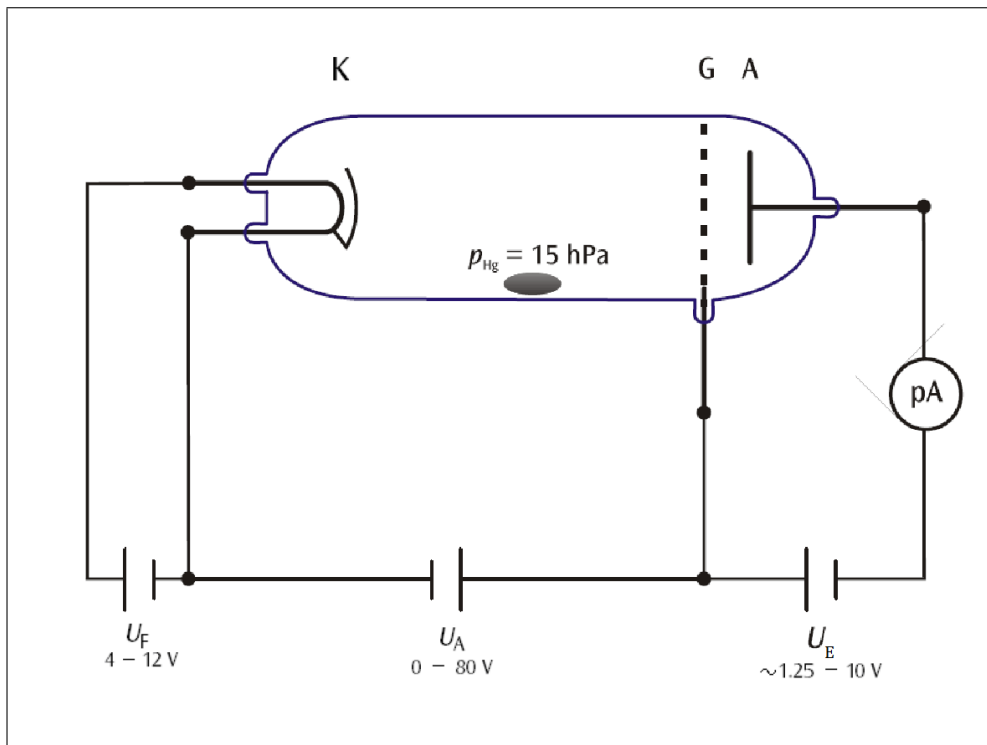 K
G A
p_Hg = 15 hPa
pA
U_F
4 – 12 V
U_A
0 – 80 V
U_E
~1.25 – 10 V